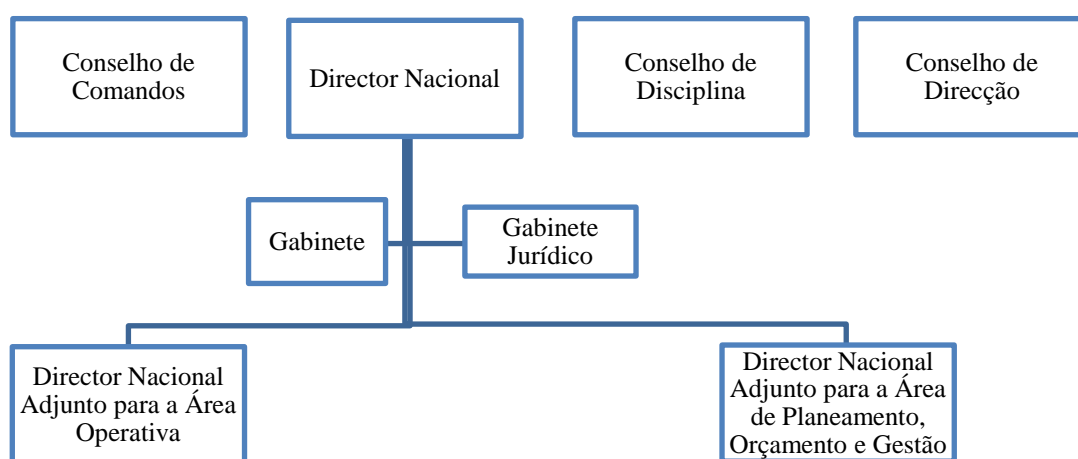 Conselho de
Comandos
Director Nacional
Conselho de
Disciplina
Conselho de
Direcção
Gabinete
Gabinete
Jurídico
Director Nacional
Adjunto para a Área
Operativa
Director Nacional
Adjunto para a Área
de Planeamento,
Orçamento e Gestão